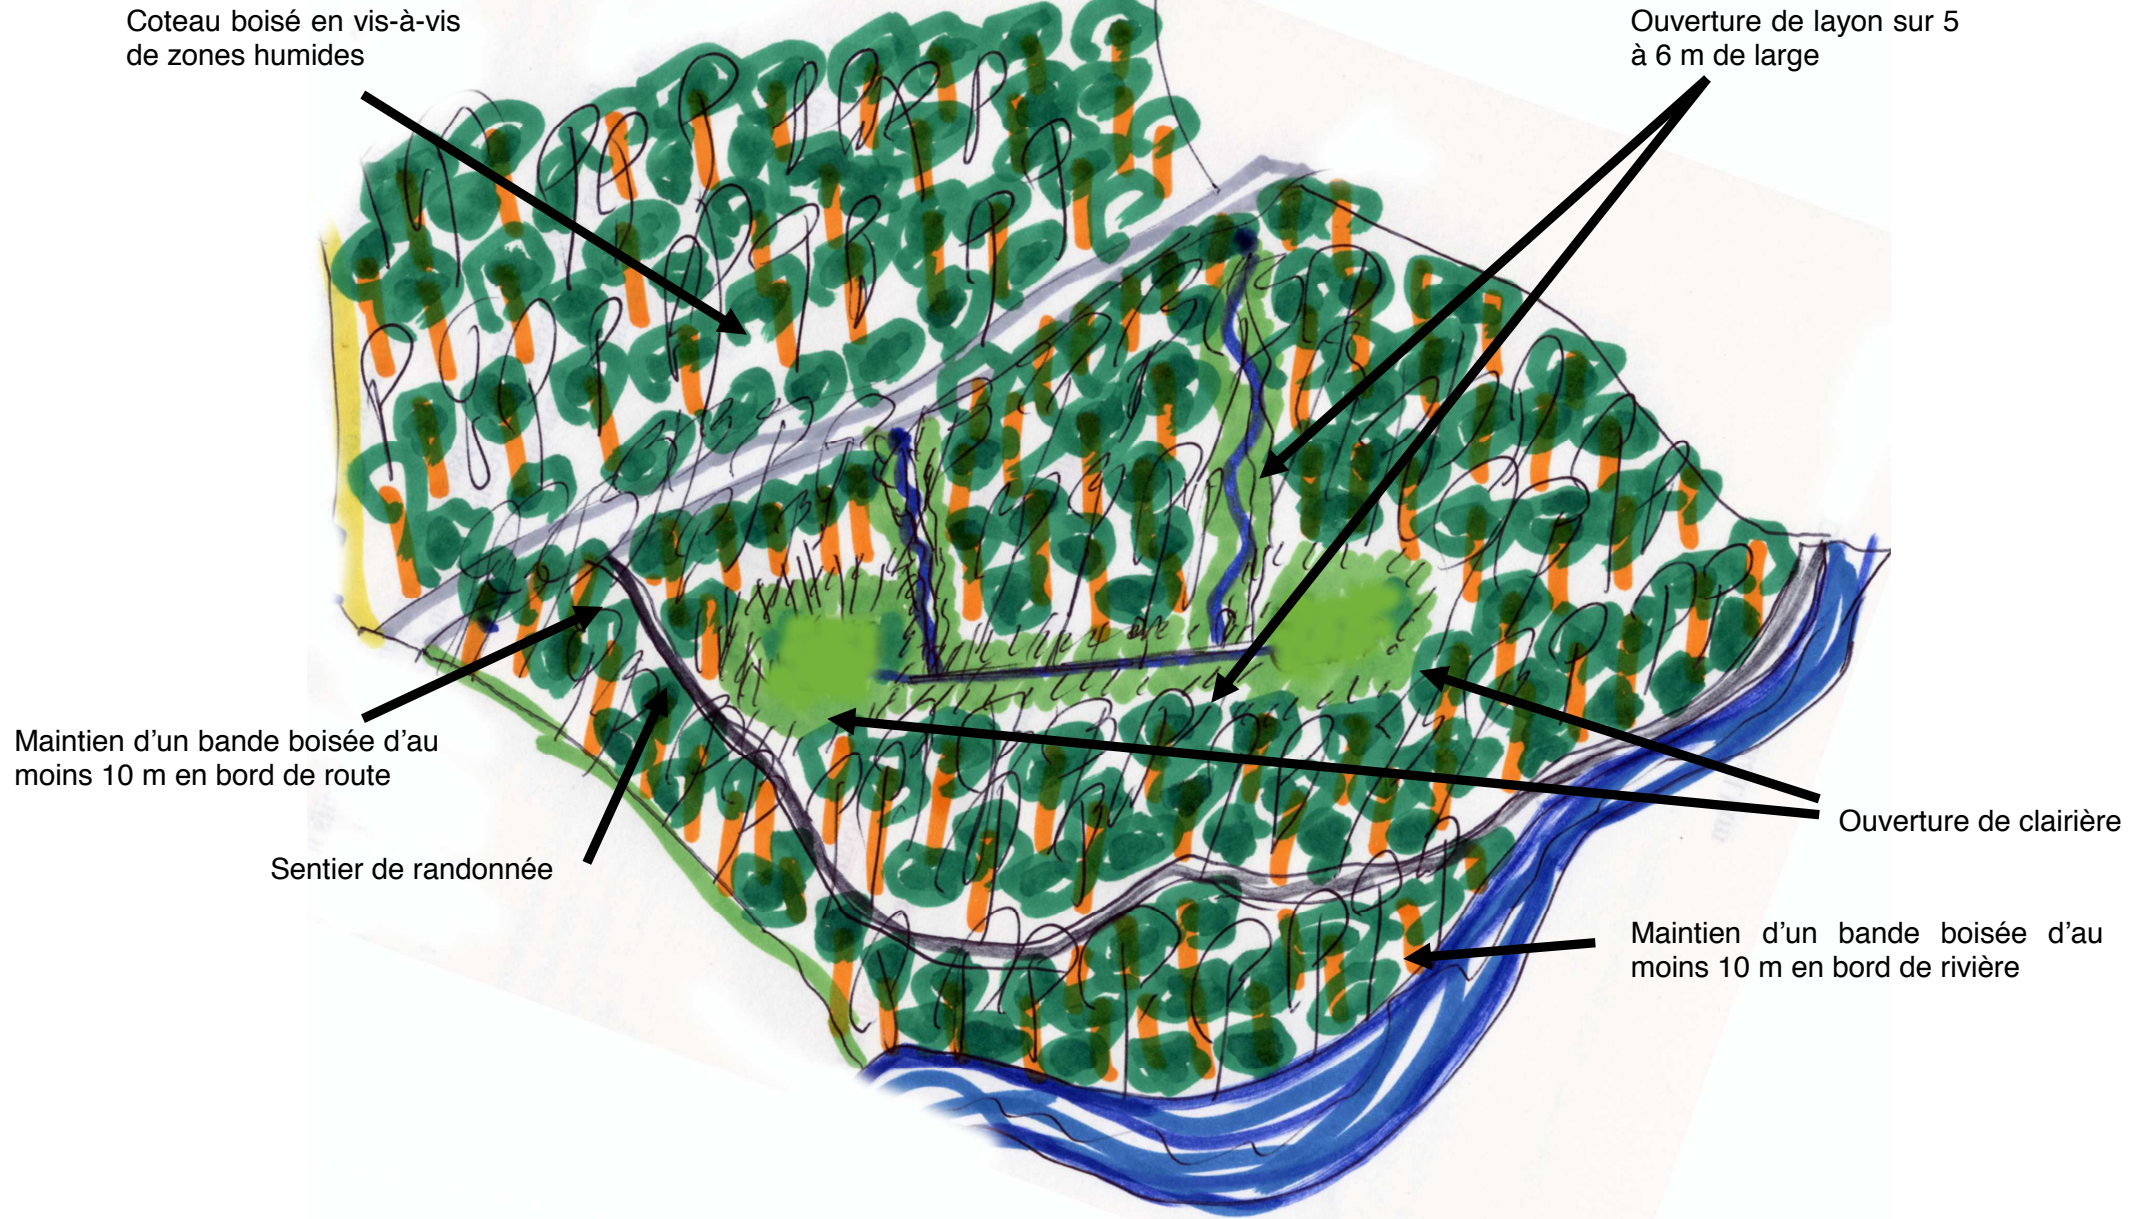 Coteau boisé en vis-à-vis
de zones humides
Ouverture de layon sur 5
à 6 m de large
Maintien d'un bande boisée d'au
moins 10 m en bord de route
Sentier de randonnée
Ouverture de clairière
Maintien d'un bande boisée d'au
moins 10 m en bord de rivière